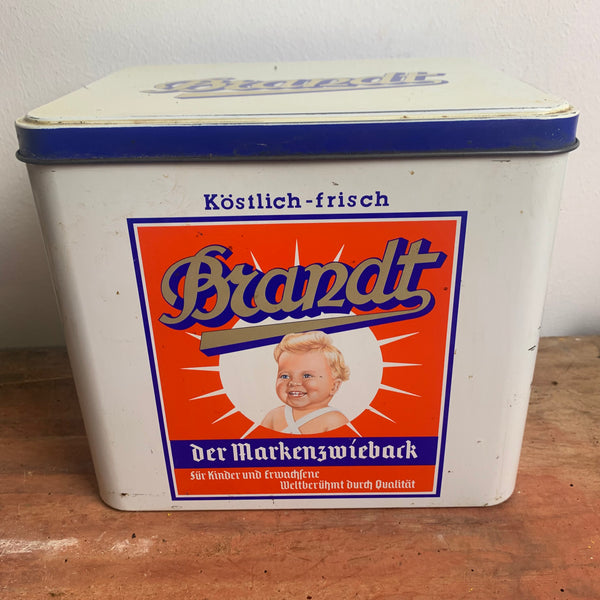 Brandt
Köstlich-frisch
Brandt
der Markenzwieback
Für Kinder und Erwachsene
Weltberühmt durch Qualität